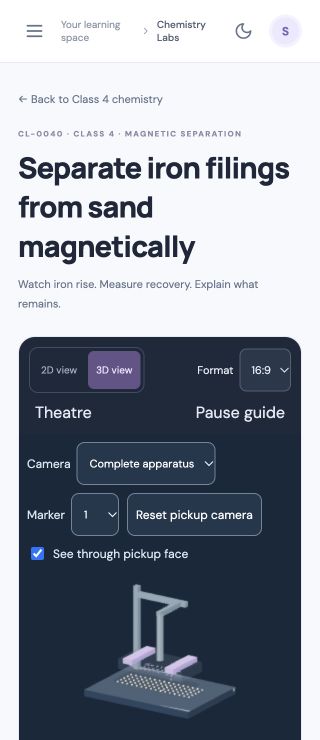 Your learning space
Chemistry Labs
S
← Back to Class 4 chemistry
CL-0040 · CLASS 4 · MAGNETIC SEPARATION
Separate iron filings
from sand
magnetically
Watch iron rise. Measure recovery. Explain what
remains.
2D view
3D view
Format
16:9
Theatre
Pause guide
Camera
Complete apparatus
Marker
1
Reset pickup camera
See through pickup face